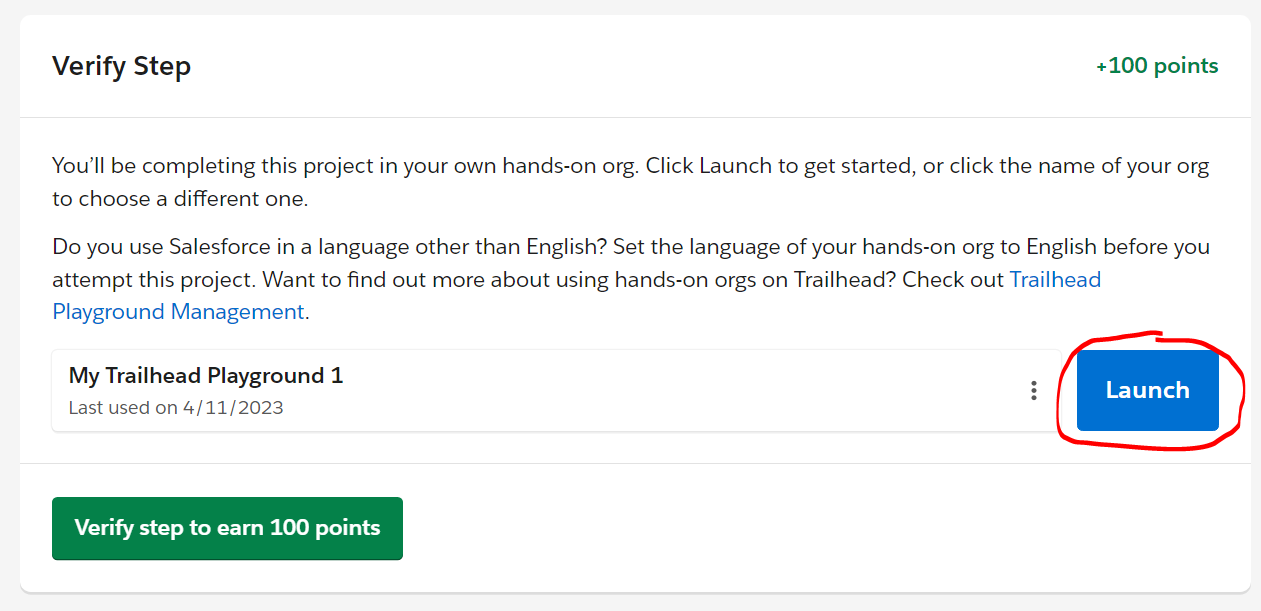 Verify Step
+100 points
You’ll be completing this project in your own hands-on org. Click Launch to get started, or click the name of your org
to choose a different one.
Do you use Salesforce in a language other than English? Set the language of your hands-on org to English before you
attempt this project. Want to find out more about using hands-on orgs on Trailhead? Check out Trailhead
Playground Management.
My Trailhead Playground 1
Last used on 4/11/2023
Launch
Verify step to earn 100 points